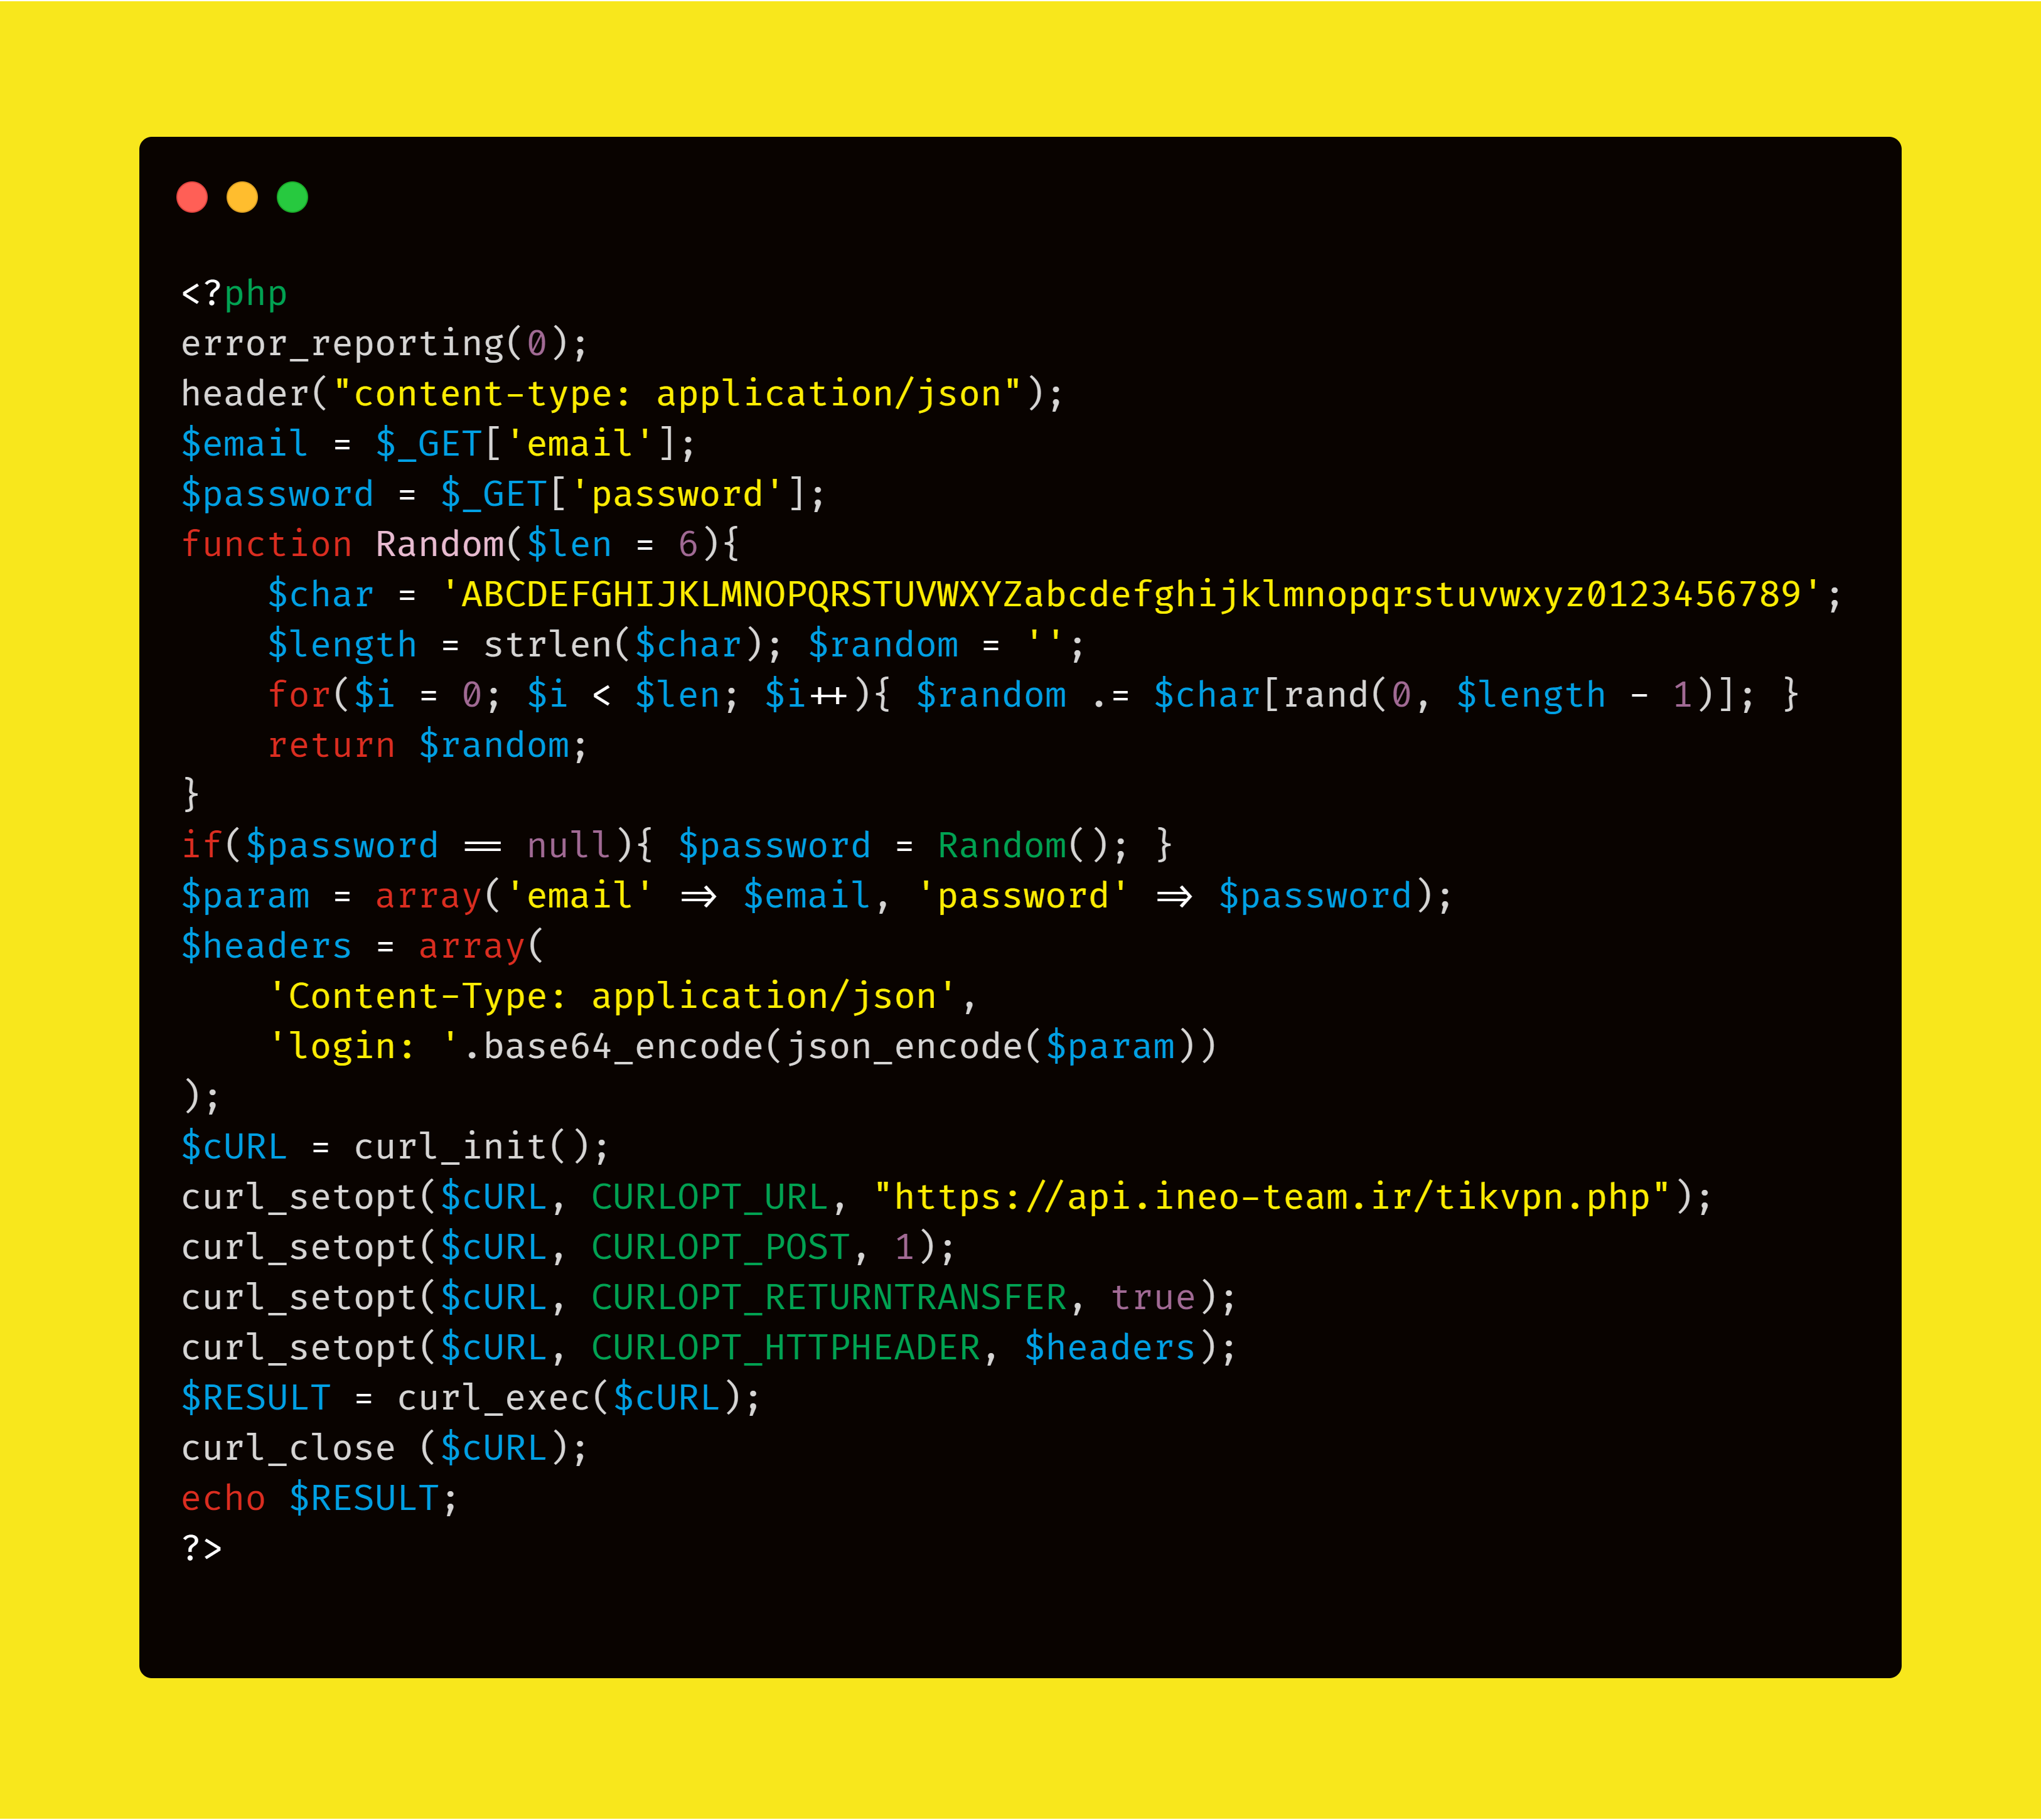 <?php
error_reporting(0);
header("content-type: application/json");
$email = $_GET['email'];
$password = $_GET['password'];
function Random($len = 6){
    $char = 'ABCDEFGHIJKLMNOPQRSTUVWXYZabcdefghijklmnopqrstuvwxyz0123456789';
    $length = strlen($char); $random = '';
    for($i = 0; $i < $len; $i++){ $random .= $char[rand(0, $length - 1)]; }
    return $random;
}
if($password == null){ $password = Random(); }
$param = array('email' => $email, 'password' => $password);
$headers = array(
    'Content-Type: application/json',
    'login: '.base64_encode(json_encode($param))
);
$cURL = curl_init();
curl_setopt($cURL, CURLOPT_URL, "https://api.ineo-team.ir/tikvpn.php");
curl_setopt($cURL, CURLOPT_POST, 1);
curl_setopt($cURL, CURLOPT_RETURNTRANSFER, true);
curl_setopt($cURL, CURLOPT_HTTPHEADER, $headers);
$RESULT = curl_exec($cURL);
curl_close ($cURL);
echo $RESULT;
?>